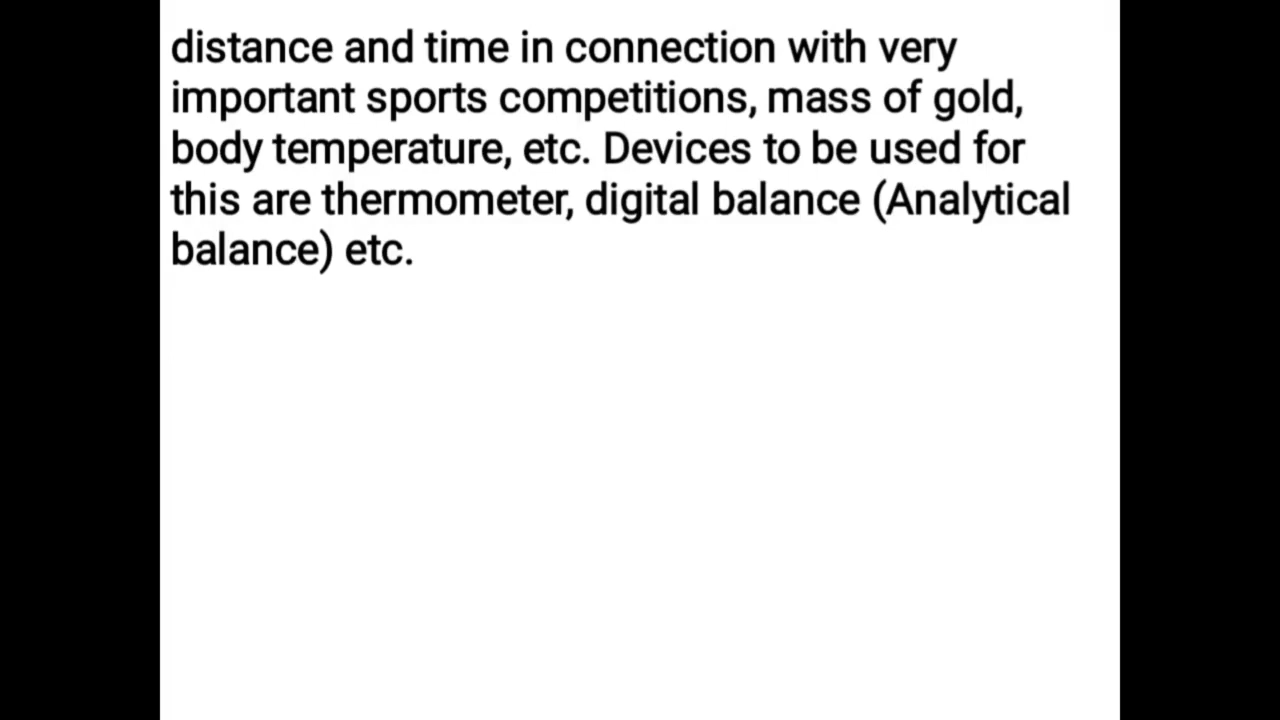 distance and time in connection with very
important sports competitions, mass of gold,
body temperature, etc. Devices to be used for
this are thermometer, digital balance (Analytical
balance) etc.